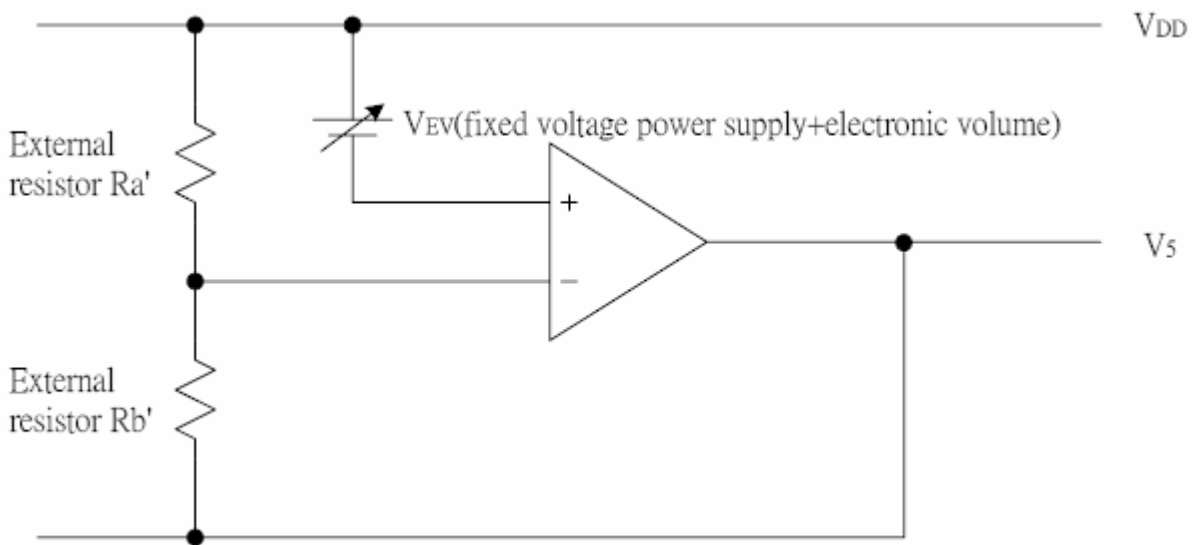 VDD
External
resistor Ra'
VEV(fixed voltage power supply+electronic volume)
+
−
V5
External
resistor Rb'